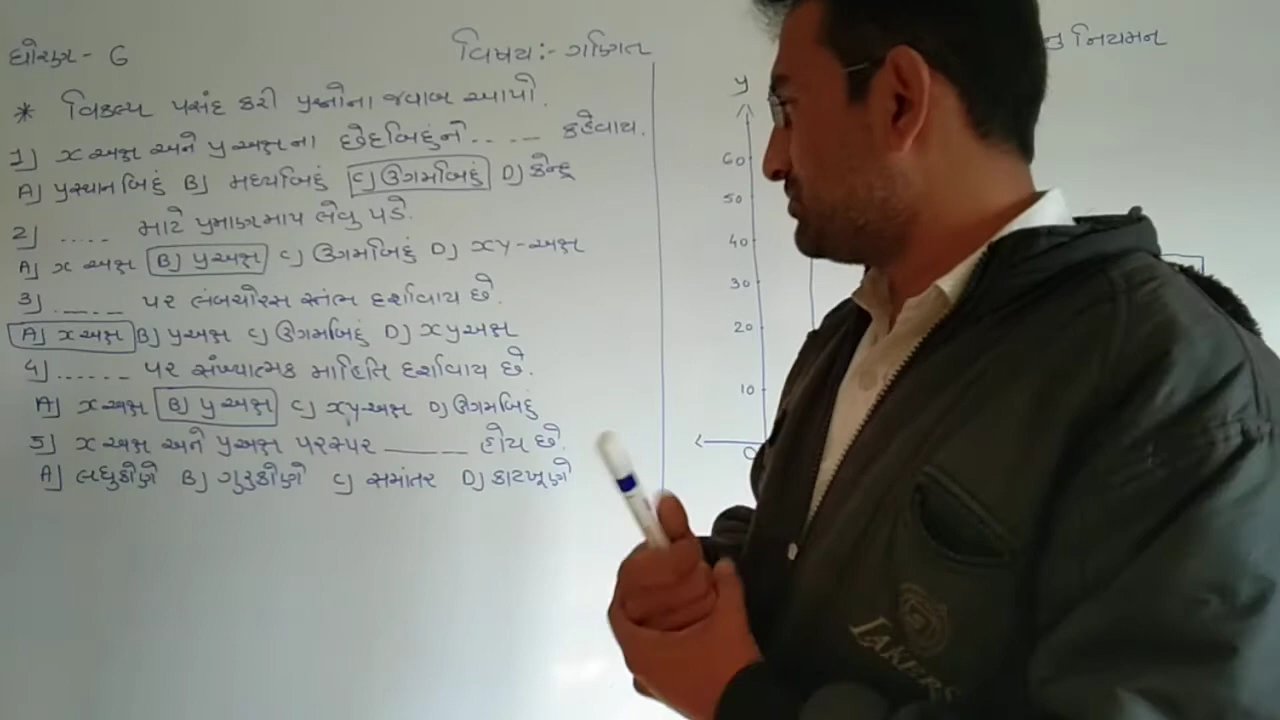 ધોરણ - 6
વિષય:- ગણિત
નું નિયમન
* વિકલ્પ પસંદ કરી પ્રશ્નોના જવાબ આપો.
1) x અક્ષ અને y અક્ષના છેદબિંદુને..... કહેવાય.
A) પ્રસ્થાનબિંદું B) મધ્યબિંદું C) ઉગમબિંદું D) કેન્દ્ર
2) .... માટે પ્રમાણમાપ લેવુ પડે.
A) x અક્ષ B) y અક્ષ C) ઉગમબિંદું D) xy-અક્ષ
3) ..... પર લંબચોરસ સ્તંભ દર્શાવાય છે.
A) x અક્ષ B) y અક્ષ C) ઉગમબિંદું D) xy અક્ષ
4) ...... પર સંખ્યાત્મક માહિતિ દર્શાવાય છે.
A) x અક્ષ B) y અક્ષ C) xy-અક્ષ D) ઉગમબિંદું
5) x અક્ષ અને y અક્ષ પરસ્પર ______ હોય છે.
A) લઘુકોણે B) ગુરુકોણે C) સમાંતર D) કાટખૂણે
y
60
50
40
30
20
10
0
LAKERS